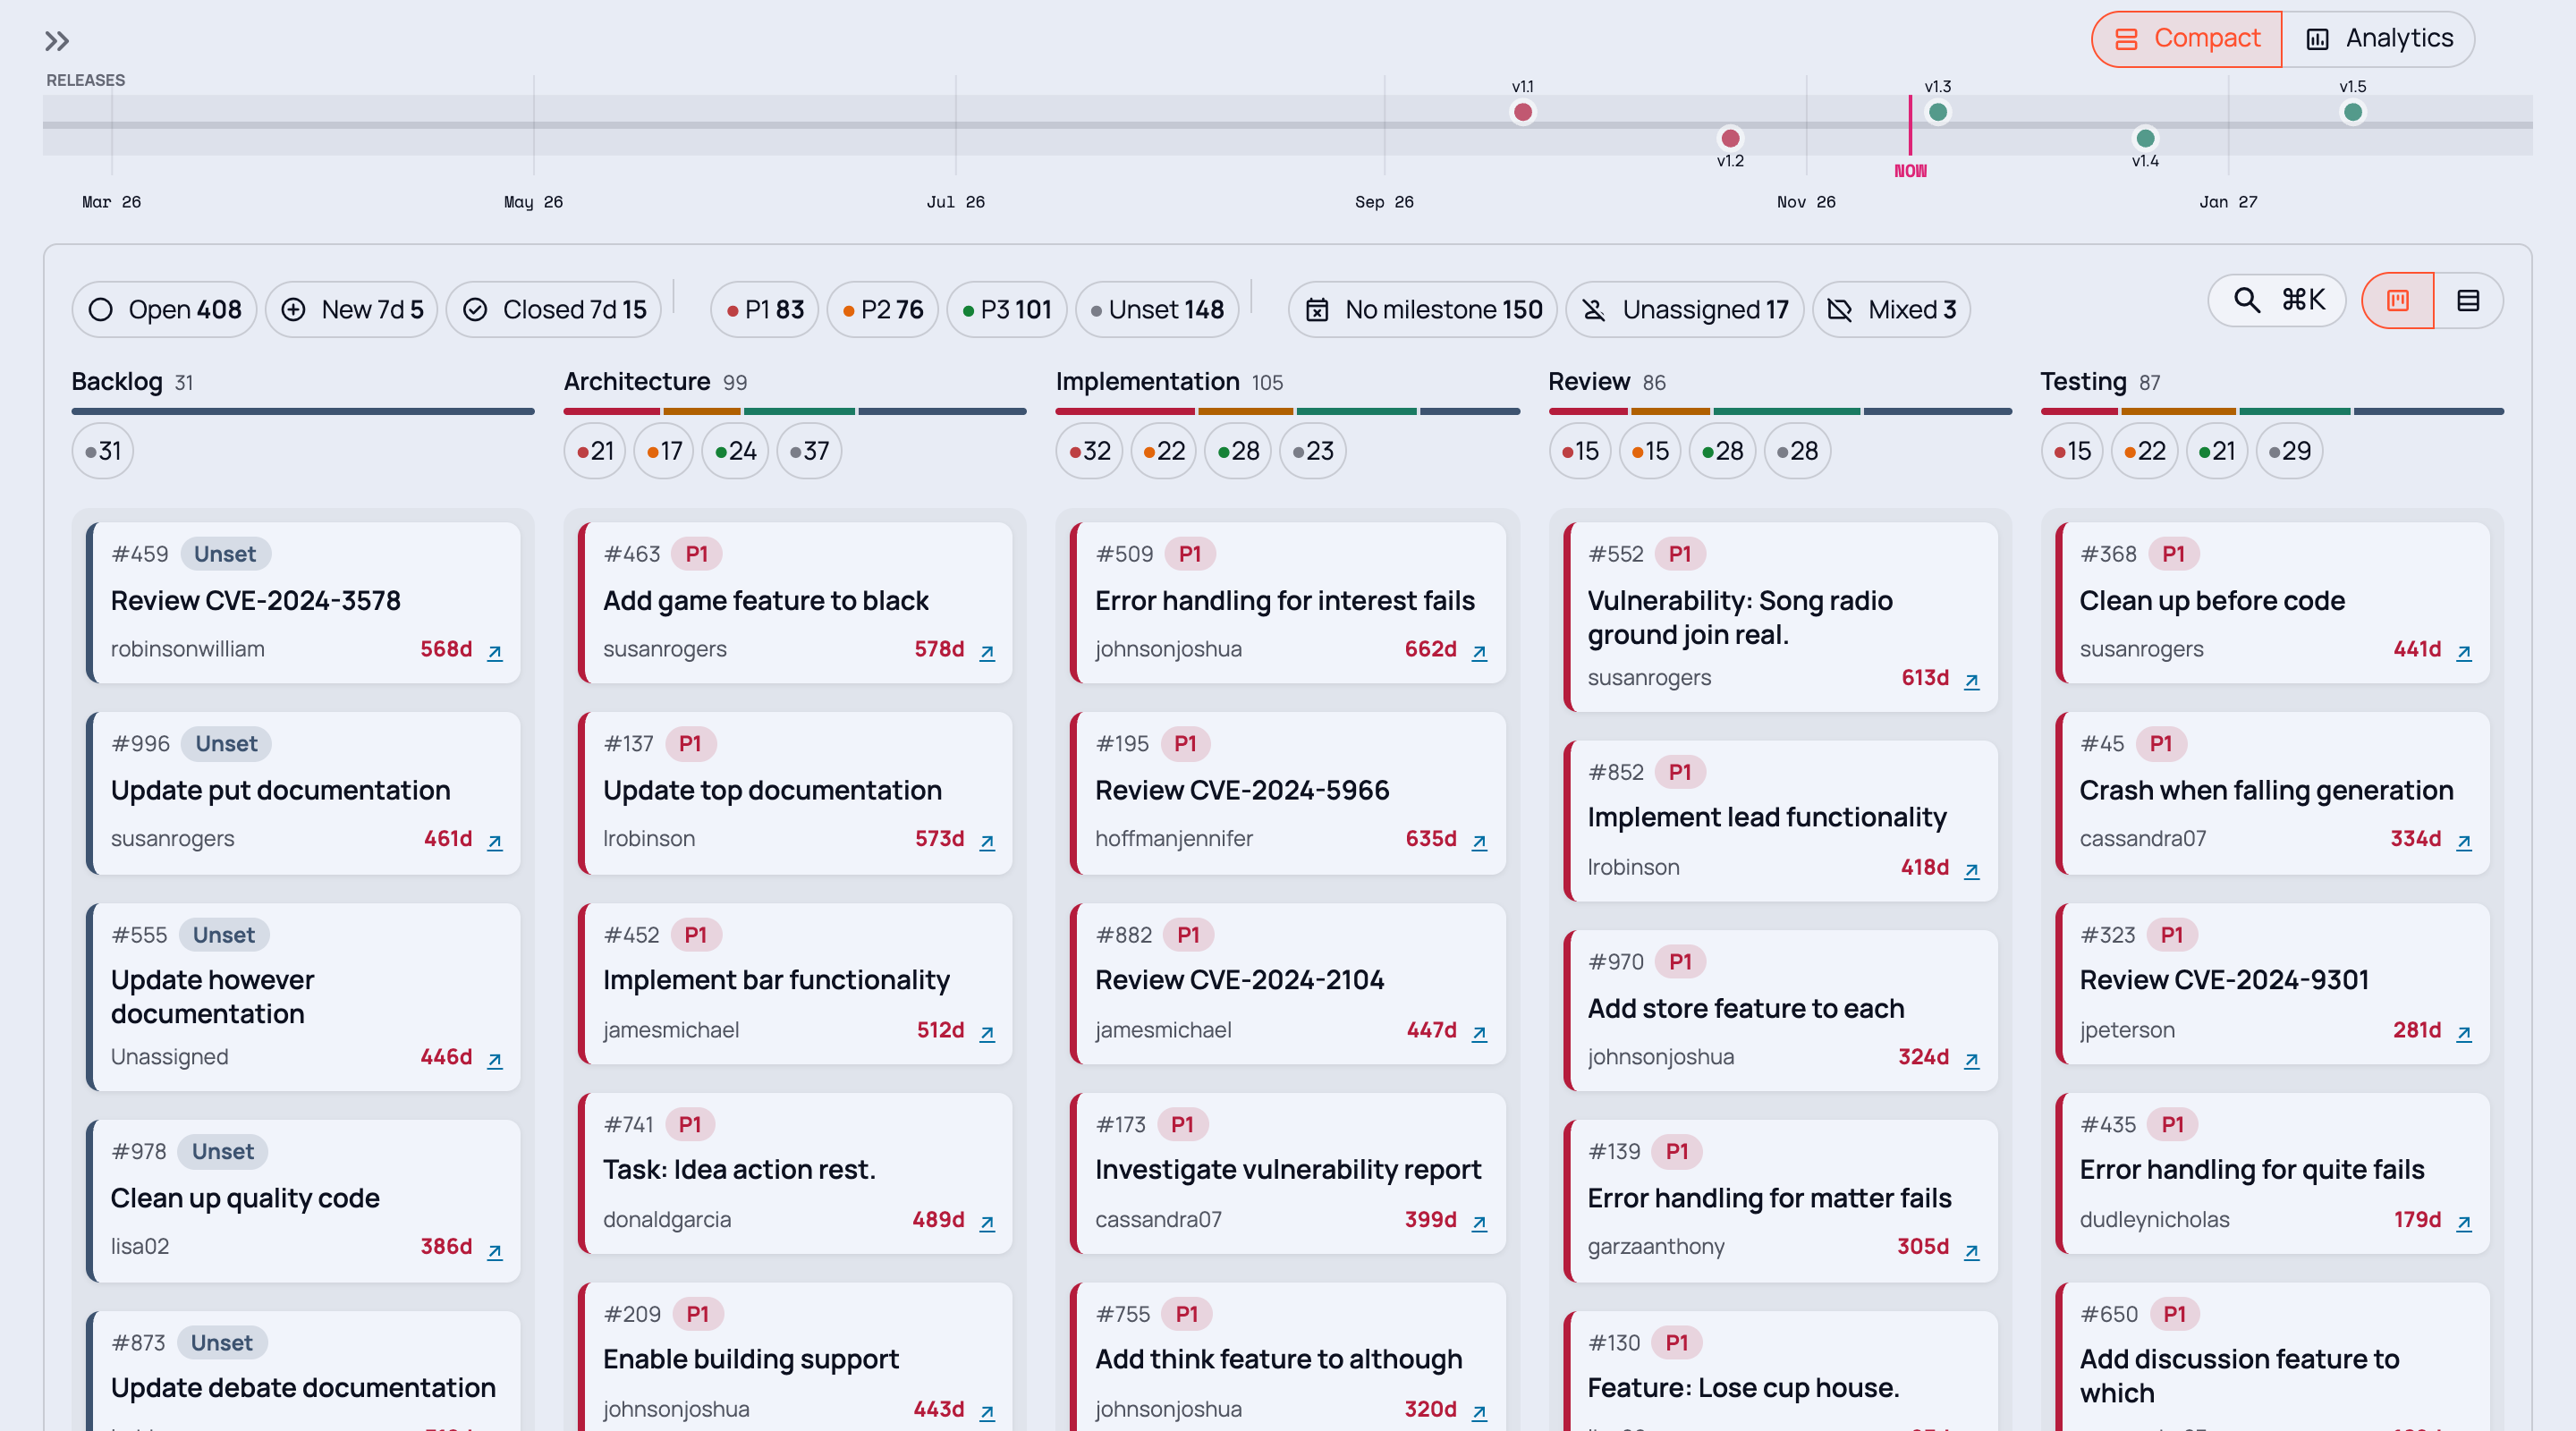 Compact
Analytics
RELEASES
v1.1
v1.3
v1.5
v1.2
v1.4
NOW
Mar 26
May 26
Jul 26
Sep 26
Nov 26
Jan 27
Open 408
New 7d 5
Closed 7d 15
P1 83
P2 76
P3 101
Unset 148
No milestone 150
Unassigned 17
Mixed 3
⌘K
Backlog 31
31
#459 Unset
Review CVE-2024-3578
robinsonwilliam 568d
#996 Unset
Update put documentation
susanrogers 461d
#555 Unset
Update however
documentation
Unassigned 446d
#978 Unset
Clean up quality code
lisa02 386d
#873 Unset
Update debate documentation
Architecture 99
21 17 24 37
#463 P1
Add game feature to black
susanrogers 578d
#137 P1
Update top documentation
lrobinson 573d
#452 P1
Implement bar functionality
jamesmichael 512d
#741 P1
Task: Idea action rest.
donaldgarcia 489d
#209 P1
Enable building support
johnsonjoshua 443d
Implementation 105
32 22 28 23
#509 P1
Error handling for interest fails
johnsonjoshua 662d
#195 P1
Review CVE-2024-5966
hoffmanjennifer 635d
#882 P1
Review CVE-2024-2104
jamesmichael 447d
#173 P1
Investigate vulnerability report
cassandra07 399d
#755 P1
Add think feature to although
johnsonjoshua 320d
Review 86
15 15 28 28
#552 P1
Vulnerability: Song radio
ground join real.
susanrogers 613d
#852 P1
Implement lead functionality
lrobinson 418d
#970 P1
Add store feature to each
johnsonjoshua 324d
#139 P1
Error handling for matter fails
garzaanthony 305d
#130 P1
Feature: Lose cup house.
Testing 87
15 22 21 29
#368 P1
Clean up before code
susanrogers 441d
#45 P1
Crash when falling generation
cassandra07 334d
#323 P1
Review CVE-2024-9301
jpeterson 281d
#435 P1
Error handling for quite fails
dudleynicholas 179d
#650 P1
Add discussion feature to
which